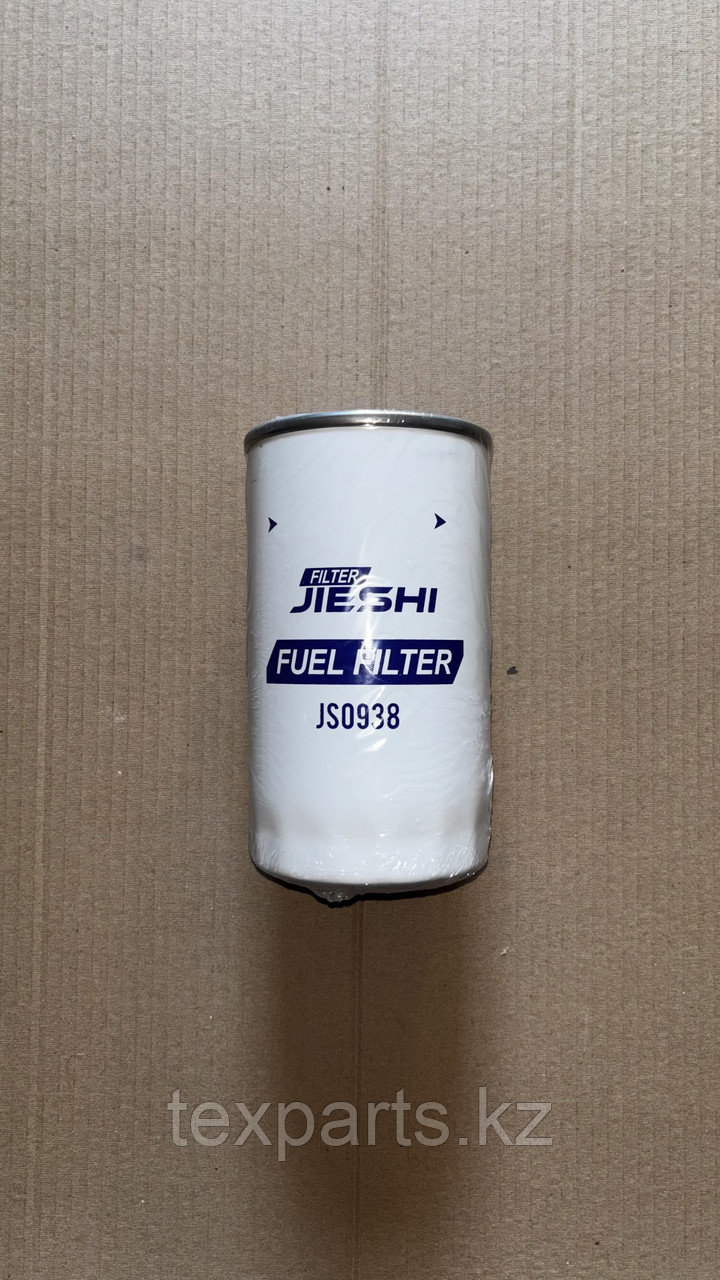 FILTER
JIESHI
FUEL FILTER
JS0938
texparts.kz